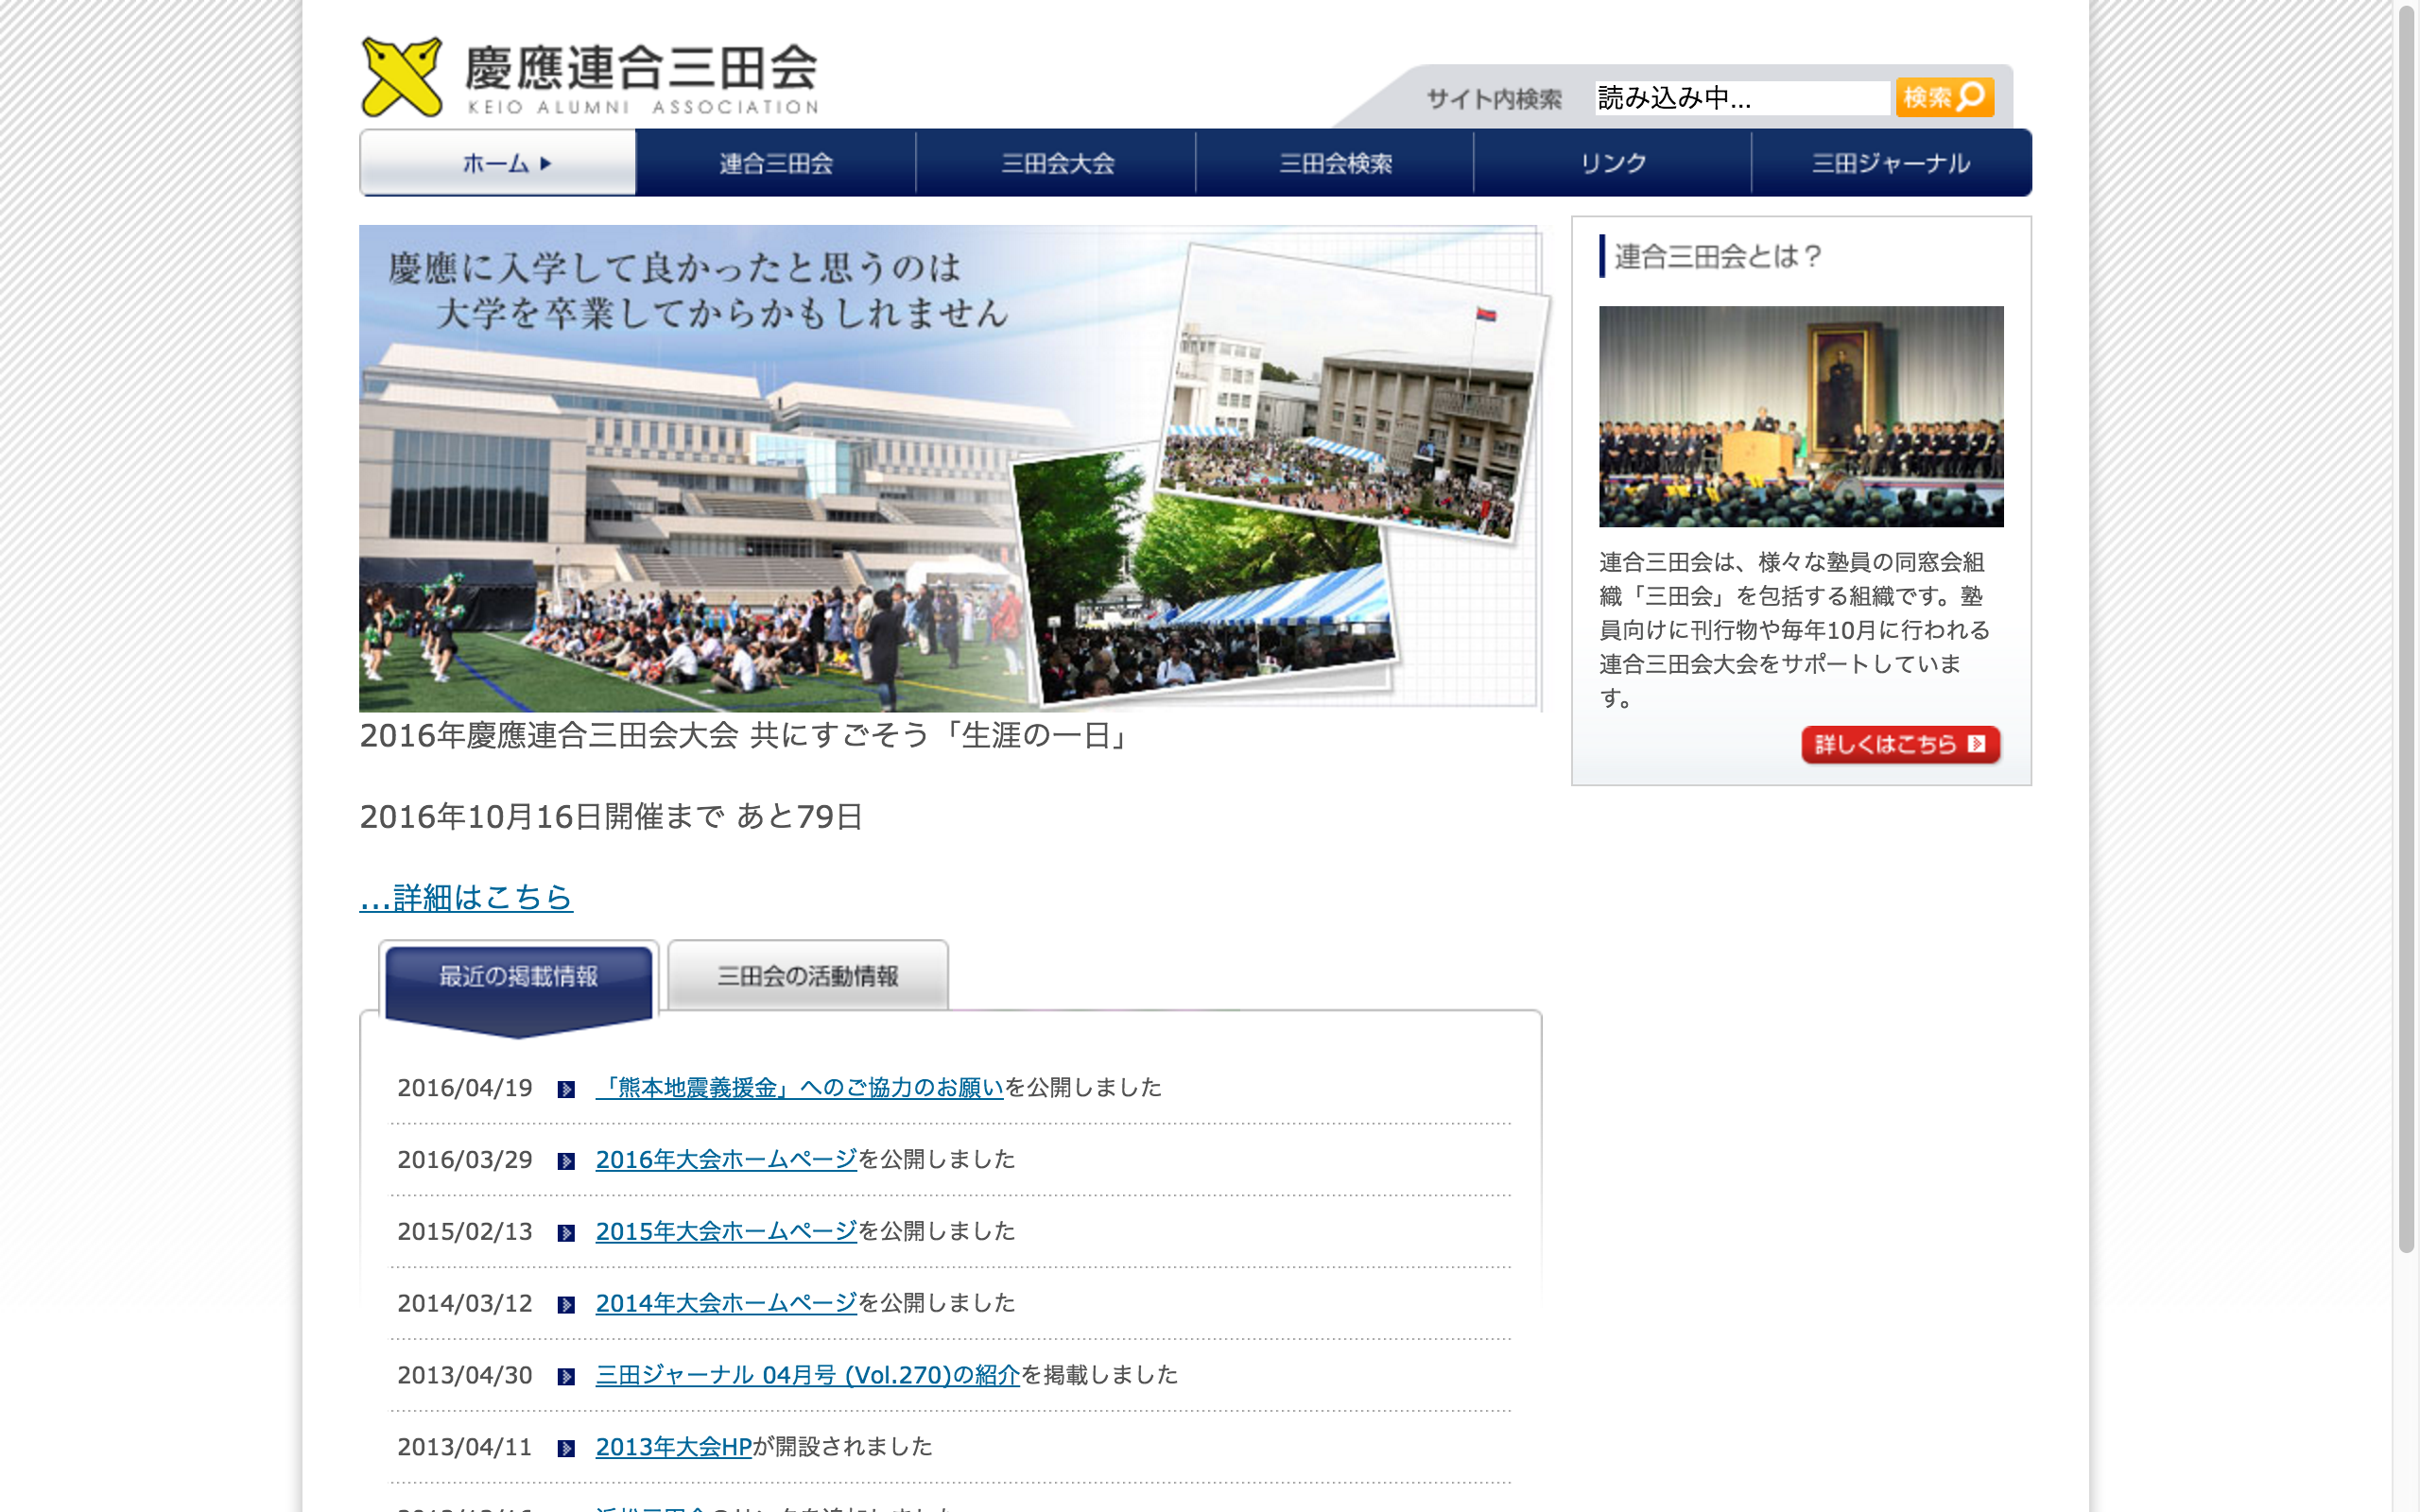 慶應連合三田会
KEIO ALUMNI ASSOCIATION
サイト内検索 読み込み中... 検索
ホーム 連合三田会 三田会大会 三田会検索 リンク 三田ジャーナル
慶應に入学して良かったと思うのは
大学を卒業してからかもしれません
連合三田会とは？
連合三田会は、様々な塾員の同窓会組
織「三田会」を包括する組織です。塾
員向けに刊行物や毎年10月に行われる
連合三田会大会をサポートしていま
す。
詳しくはこちら
2016年慶應連合三田会大会 共にすごそう「生涯の一日」
2016年10月16日開催まで あと79日
...詳細はこちら
最近の掲載情報 三田会の活動情報
2016/04/19 「熊本地震義援金」へのご協力のお願いを公開しました
2016/03/29 2016年大会ホームページを公開しました
2015/02/13 2015年大会ホームページを公開しました
2014/03/12 2014年大会ホームページを公開しました
2013/04/30 三田ジャーナル 04月号 (Vol.270)の紹介を掲載しました
2013/04/11 2013年大会HPが開設されました